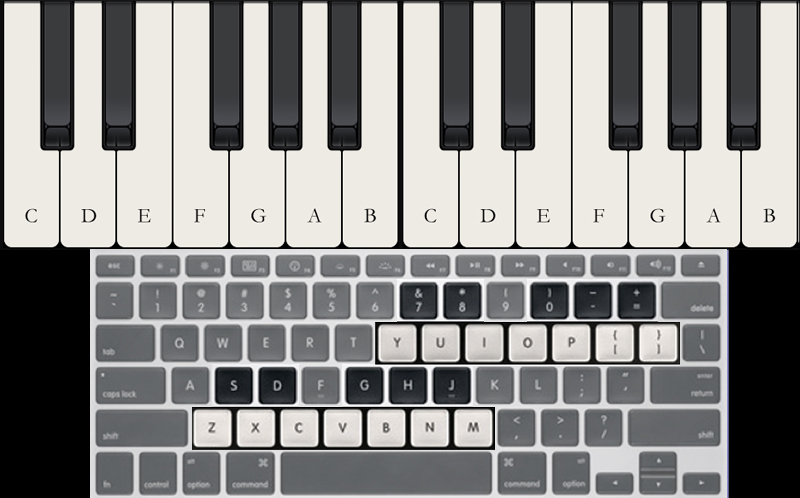 C D E F G A B C D E F G A B
esc F1 F2 F3 F4 F5 F6 F7 F8 F9 F10 F11 F12
~ ! @ # $ % ^ & * ( ) - +
` 1 2 3 4 5 6 7 8 9 0 - = delete
tab Q W E R T Y U I O P { [ } ] | \
caps lock A S D F G H J K L : ; " ' enter return
shift Z X C V B N M < , > . ? / shift
fn control alt option ⌘ command ⌘ command alt option